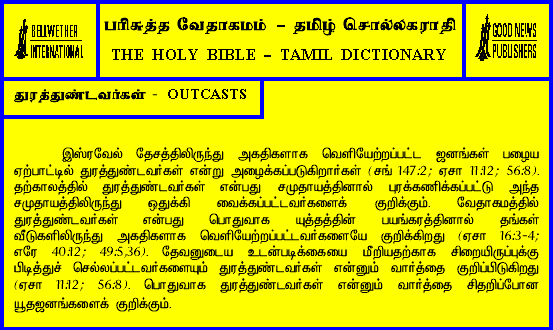 BELLWETHER
INTERNATIONAL
பரிசுத்த வேதாகமம் – தமிழ் சொல்லகராதி
THE HOLY BIBLE – TAMIL DICTIONARY
GOOD NEWS
PUBLISHERS
துரத்துண்டவர்கள் - OUTCASTS
இஸ்ரவேல் தேசத்திலிருந்து அகதிகளாக வெளியேற்றப்பட்ட ஜனங்கள் பழைய
ஏற்பாட்டில் துரத்துண்டவர்கள் என்று அழைக்கப்படுகிறார்கள் (சங் 147:2; ஏசா 11:12; 56:8).
தற்காலத்தில் துரத்துண்டவர்கள் என்பது சமுதாயத்தினால் புரக்கணிக்கப்பட்டு அந்த
சமுதாயத்திலிருந்து ஒதுக்கி வைக்கப்பட்டவர்களைக் குறிக்கும். வேதாகமத்தில்
துரத்துண்டவர்கள் என்பது பொதுவாக யுத்தத்தின் பயங்கரத்தினால் தங்கள்
வீடுகளிலிருந்து அகதிகளாக வெளியேற்றப்பட்டவர்களையே குறிக்கிறது (ஏசா 16:3-4;
எரே 40:12; 49:5,36). தேவனுடைய உடன்படிக்கையை மீறியதற்காக சிறையிருப்புக்கு
பிடித்துச் செல்லப்பட்டவர்களையும் துரத்துண்டவர்கள் என்னும் வார்த்தை குறிப்பிடுகிறது
(ஏசா 11:12; 56:8). பொதுவாக துரத்துண்டவர்கள் என்னும் வார்த்தை சிதறிப்போன
யூதஜனங்களைக் குறிக்கும்.